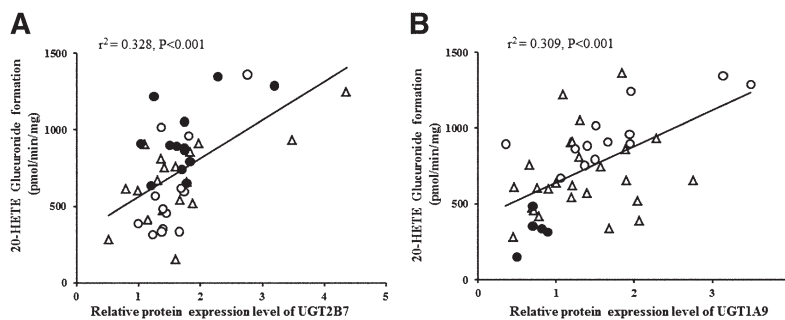 A
r² = 0.328, P<0.001
20-HETE Glucuronide formation
(pmol/min/mg)
1500
1000
500
0
0 1 2 3 4 5
Relative protein expression level of UGT2B7
B
r² = 0.309, P<0.001
20-HETE Glucuronide formation
(pmol/min/mg)
1500
1000
500
0
0 1 2 3
Relative protein expression level of UGT1A9